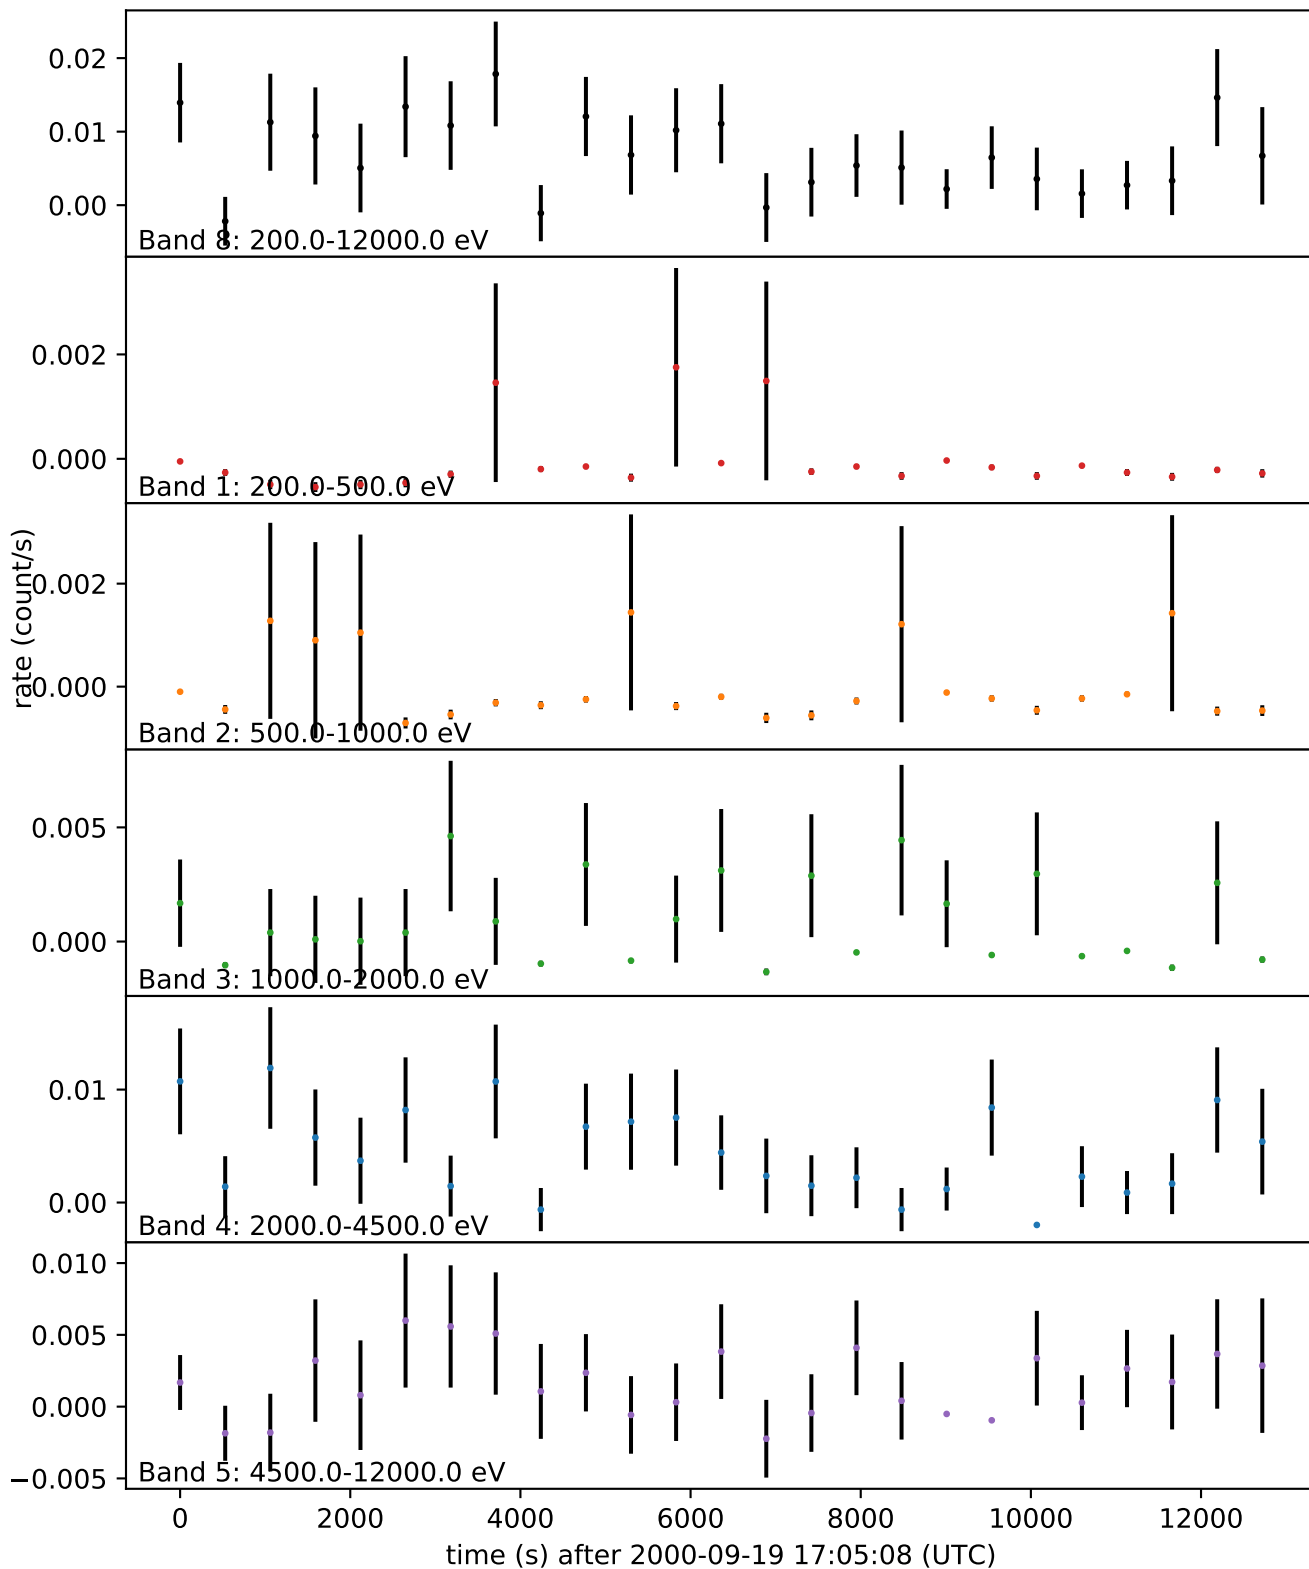 0.02
0.01
0.00
Band 8: 200.0-12000.0 eV
0.002
0.000
Band 1: 200.0-500.0 eV
rate (count/s)
0.002
0.000
Band 2: 500.0-1000.0 eV
0.005
0.000
Band 3: 1000.0-2000.0 eV
0.01
0.00
Band 4: 2000.0-4500.0 eV
0.010
0.005
0.000
−0.005
Band 5: 4500.0-12000.0 eV
0 2000 4000 6000 8000 10000 12000
time (s) after 2000-09-19 17:05:08 (UTC)